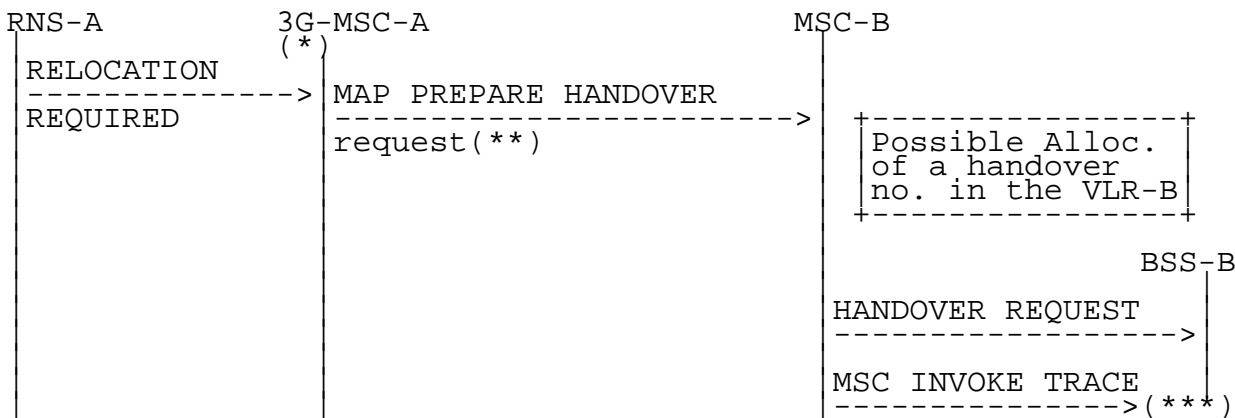 RNS-A 3G-MSC-A MSC-B
(*)
RELOCATION
REQUIRED
MAP PREPARE HANDOVER
request(**)
Possible Alloc.
of a handover
no. in the VLR-B
BSS-B
HANDOVER REQUEST
MSC INVOKE TRACE
(***)